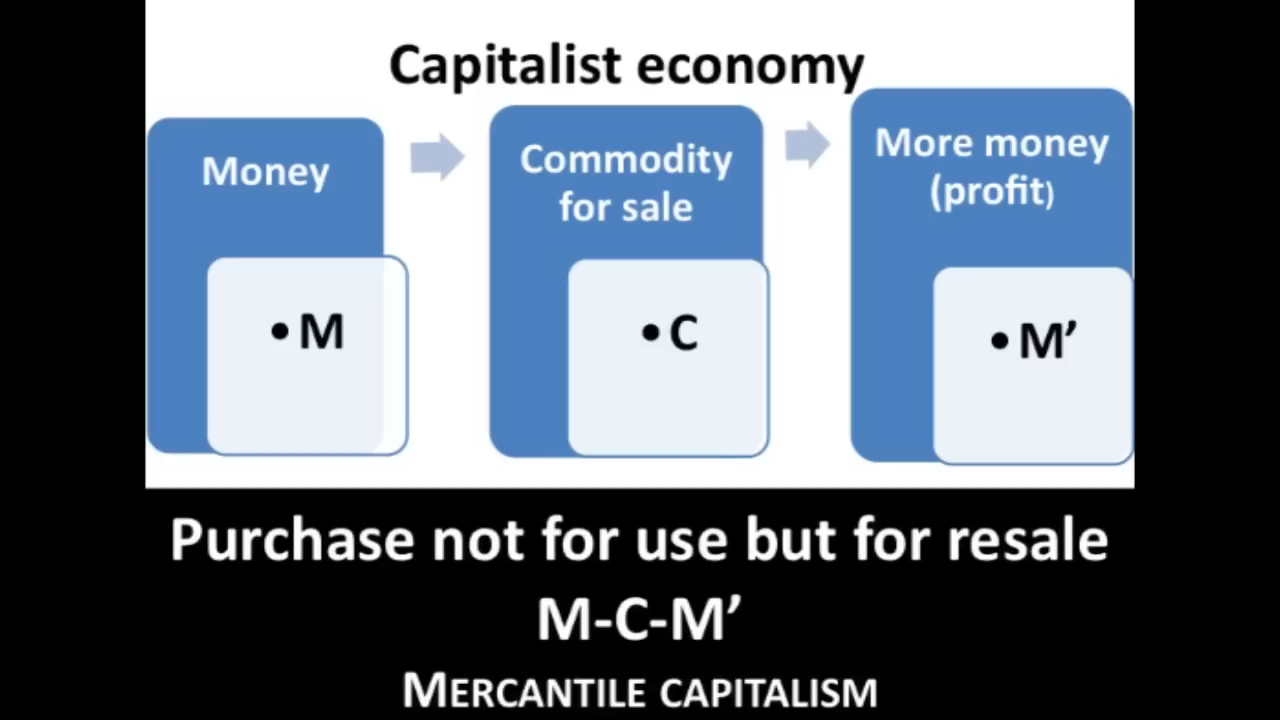 Capitalist economy
Money
• M
Commodity
for sale
• C
More money
(profit)
• M’
Purchase not for use but for resale
M-C-M’
MERCANTILE CAPITALISM